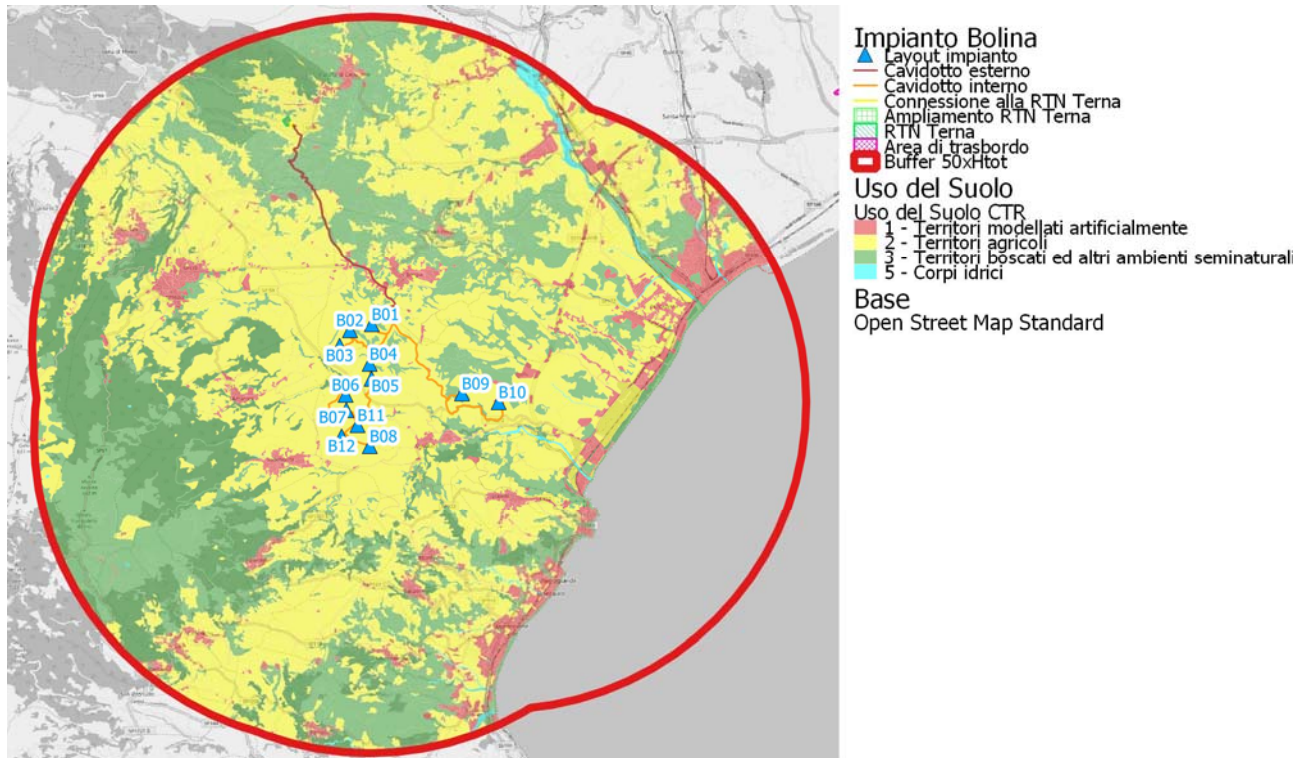 Impianto Bolina
Layout impianto
Cavidotto esterno
Cavidotto interno
Connessione alla RTN Terna
Ampliamento RTN Terna
RTN Terna
Area di trasbordo
Buffer 50xHtot
Uso del Suolo
Uso del Suolo CTR
1 - Territori modellati artificialmente
2 - Territori agricoli
3 - Territori boscati ed altri ambienti seminaturali
5 - Corpi idrici
Base
Open Street Map Standard
B01
B02
B03
B04
B05
B06
B09
B10
B07
B11
B12
B08